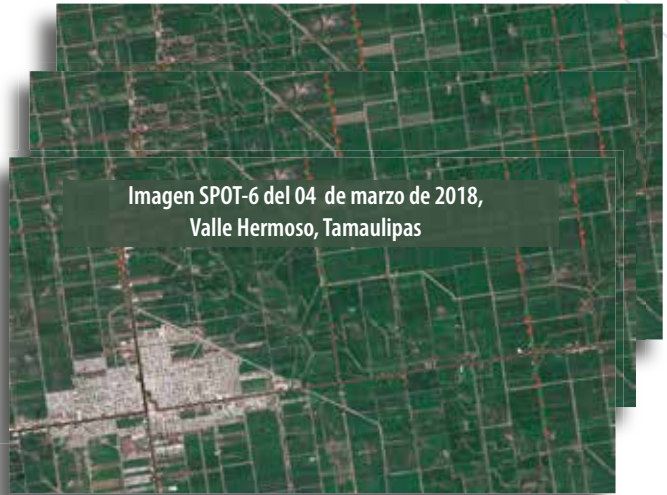 Imagen SPOT-6 del 04 de marzo de 2018,
Valle Hermoso, Tamaulipas